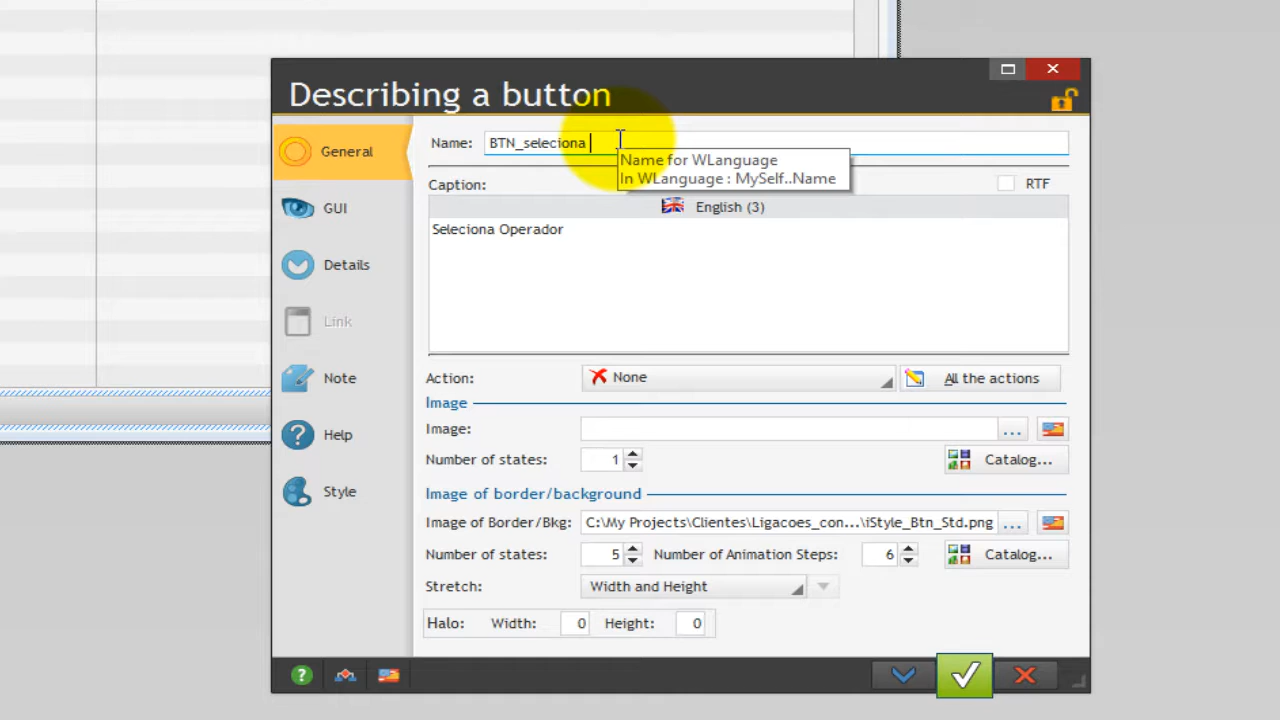 Describing a button
General
GUI
Details
Link
Note
Help
Style
Name: BTN_seleciona
Name for WLanguage
In WLanguage : MySelf..Name
Caption: RTF
English (3)
Seleciona Operador
Action: None All the actions
Image
Image: ...
Number of states: 1 Catalog...
Image of border/background
Image of Border/Bkg: C:\My Projects\Clientes\Ligacoes_con...\iStyle_Btn_Std.png ...
Number of states: 5 Number of Animation Steps: 6 Catalog...
Stretch: Width and Height
Halo: Width: 0 Height: 0